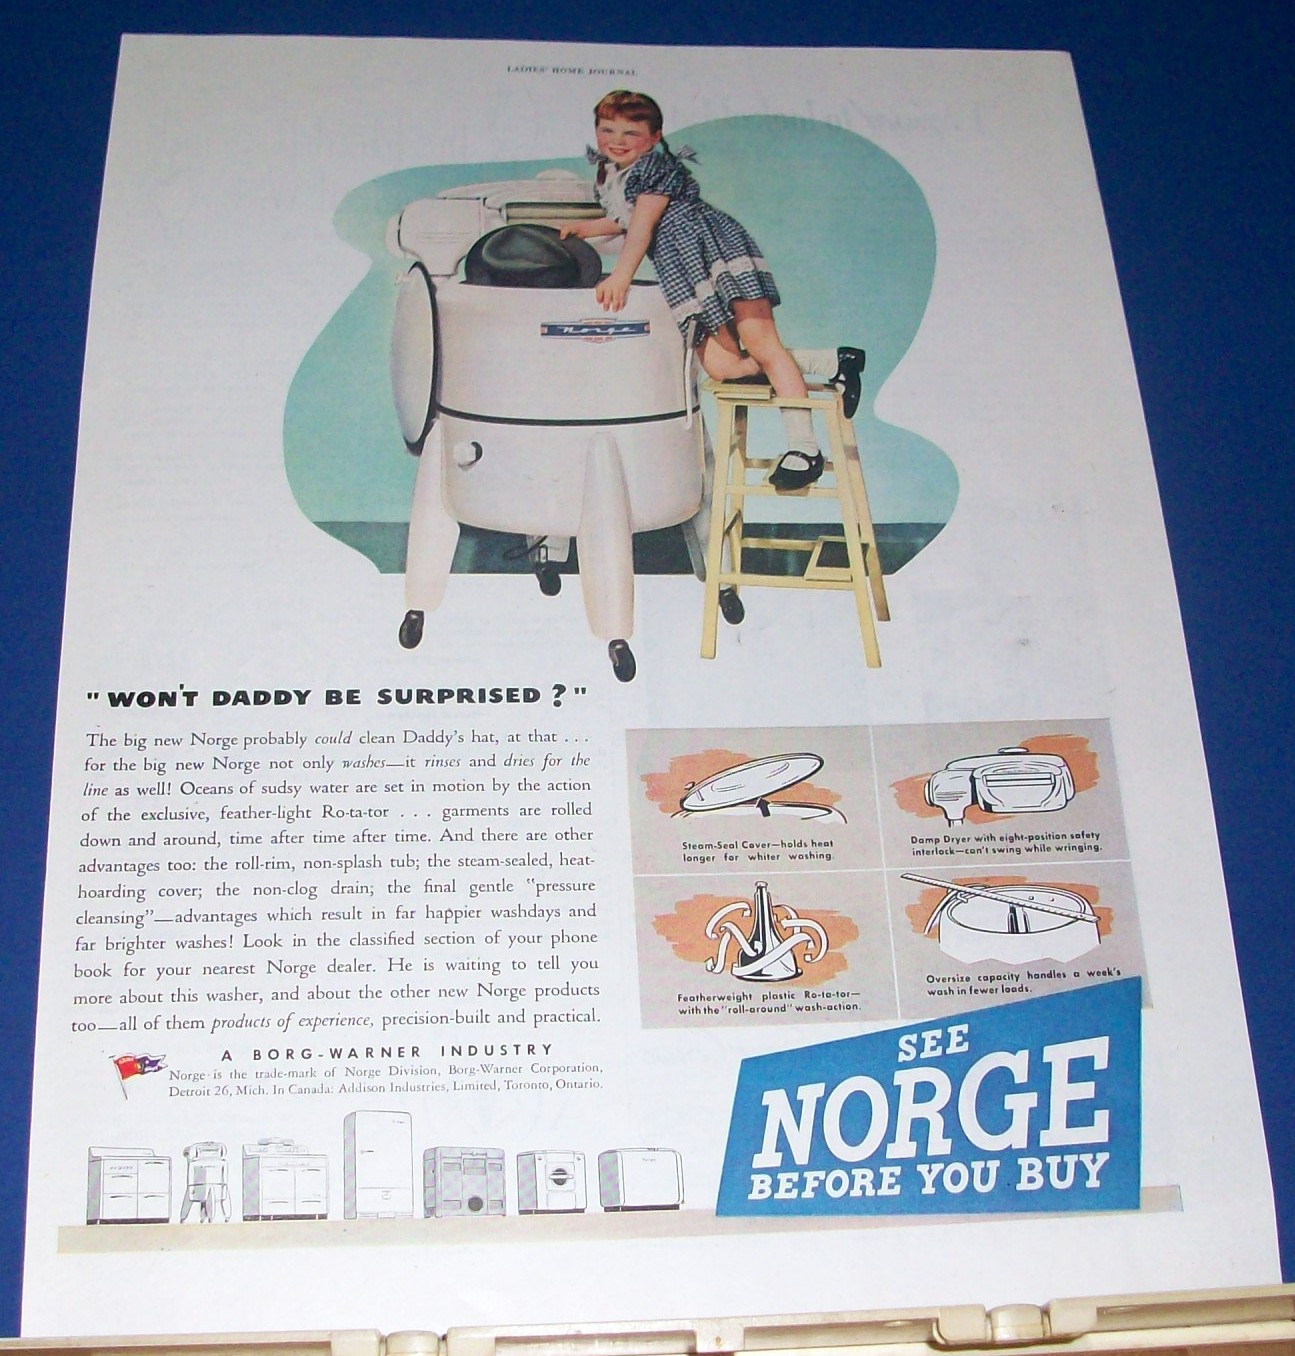 LADIES' HOME JOURNAL
Norge
"WON'T DADDY BE SURPRISED?"
The big new Norge probably could clean Daddy's hat, at that . . .
for the big new Norge not only washes—it rinses and dries for the
line as well! Oceans of sudsy water are set in motion by the action
of the exclusive, feather-light Ro-ta-tor . . . garments are rolled
down and around, time after time after time. And there are other
advantages too: the roll-rim, non-splash tub; the steam-sealed, heat-
hoarding cover; the non-clog drain; the final gentle "pressure
cleansing"—advantages which result in far happier washdays and
far brighter washes! Look in the classified section of your phone
book for your nearest Norge dealer. He is waiting to tell you
more about this washer, and about the other new Norge products
too—all of them products of experience, precision-built and practical.
A BORG-WARNER INDUSTRY
Norge is the trade-mark of Norge Division, Borg-Warner Corporation,
Detroit 26, Mich. In Canada: Addison Industries, Limited, Toronto, Ontario.
Steam-Seal Cover—holds heat
longer for whiter washing.
Damp Dryer with eight-position safety
interlock—can't swing while wringing.
Featherweight plastic Ro-ta-tor—
with the "roll-around" wash-action.
Oversize capacity handles a week's
wash in fewer loads.
SEE
NORGE
BEFORE YOU BUY